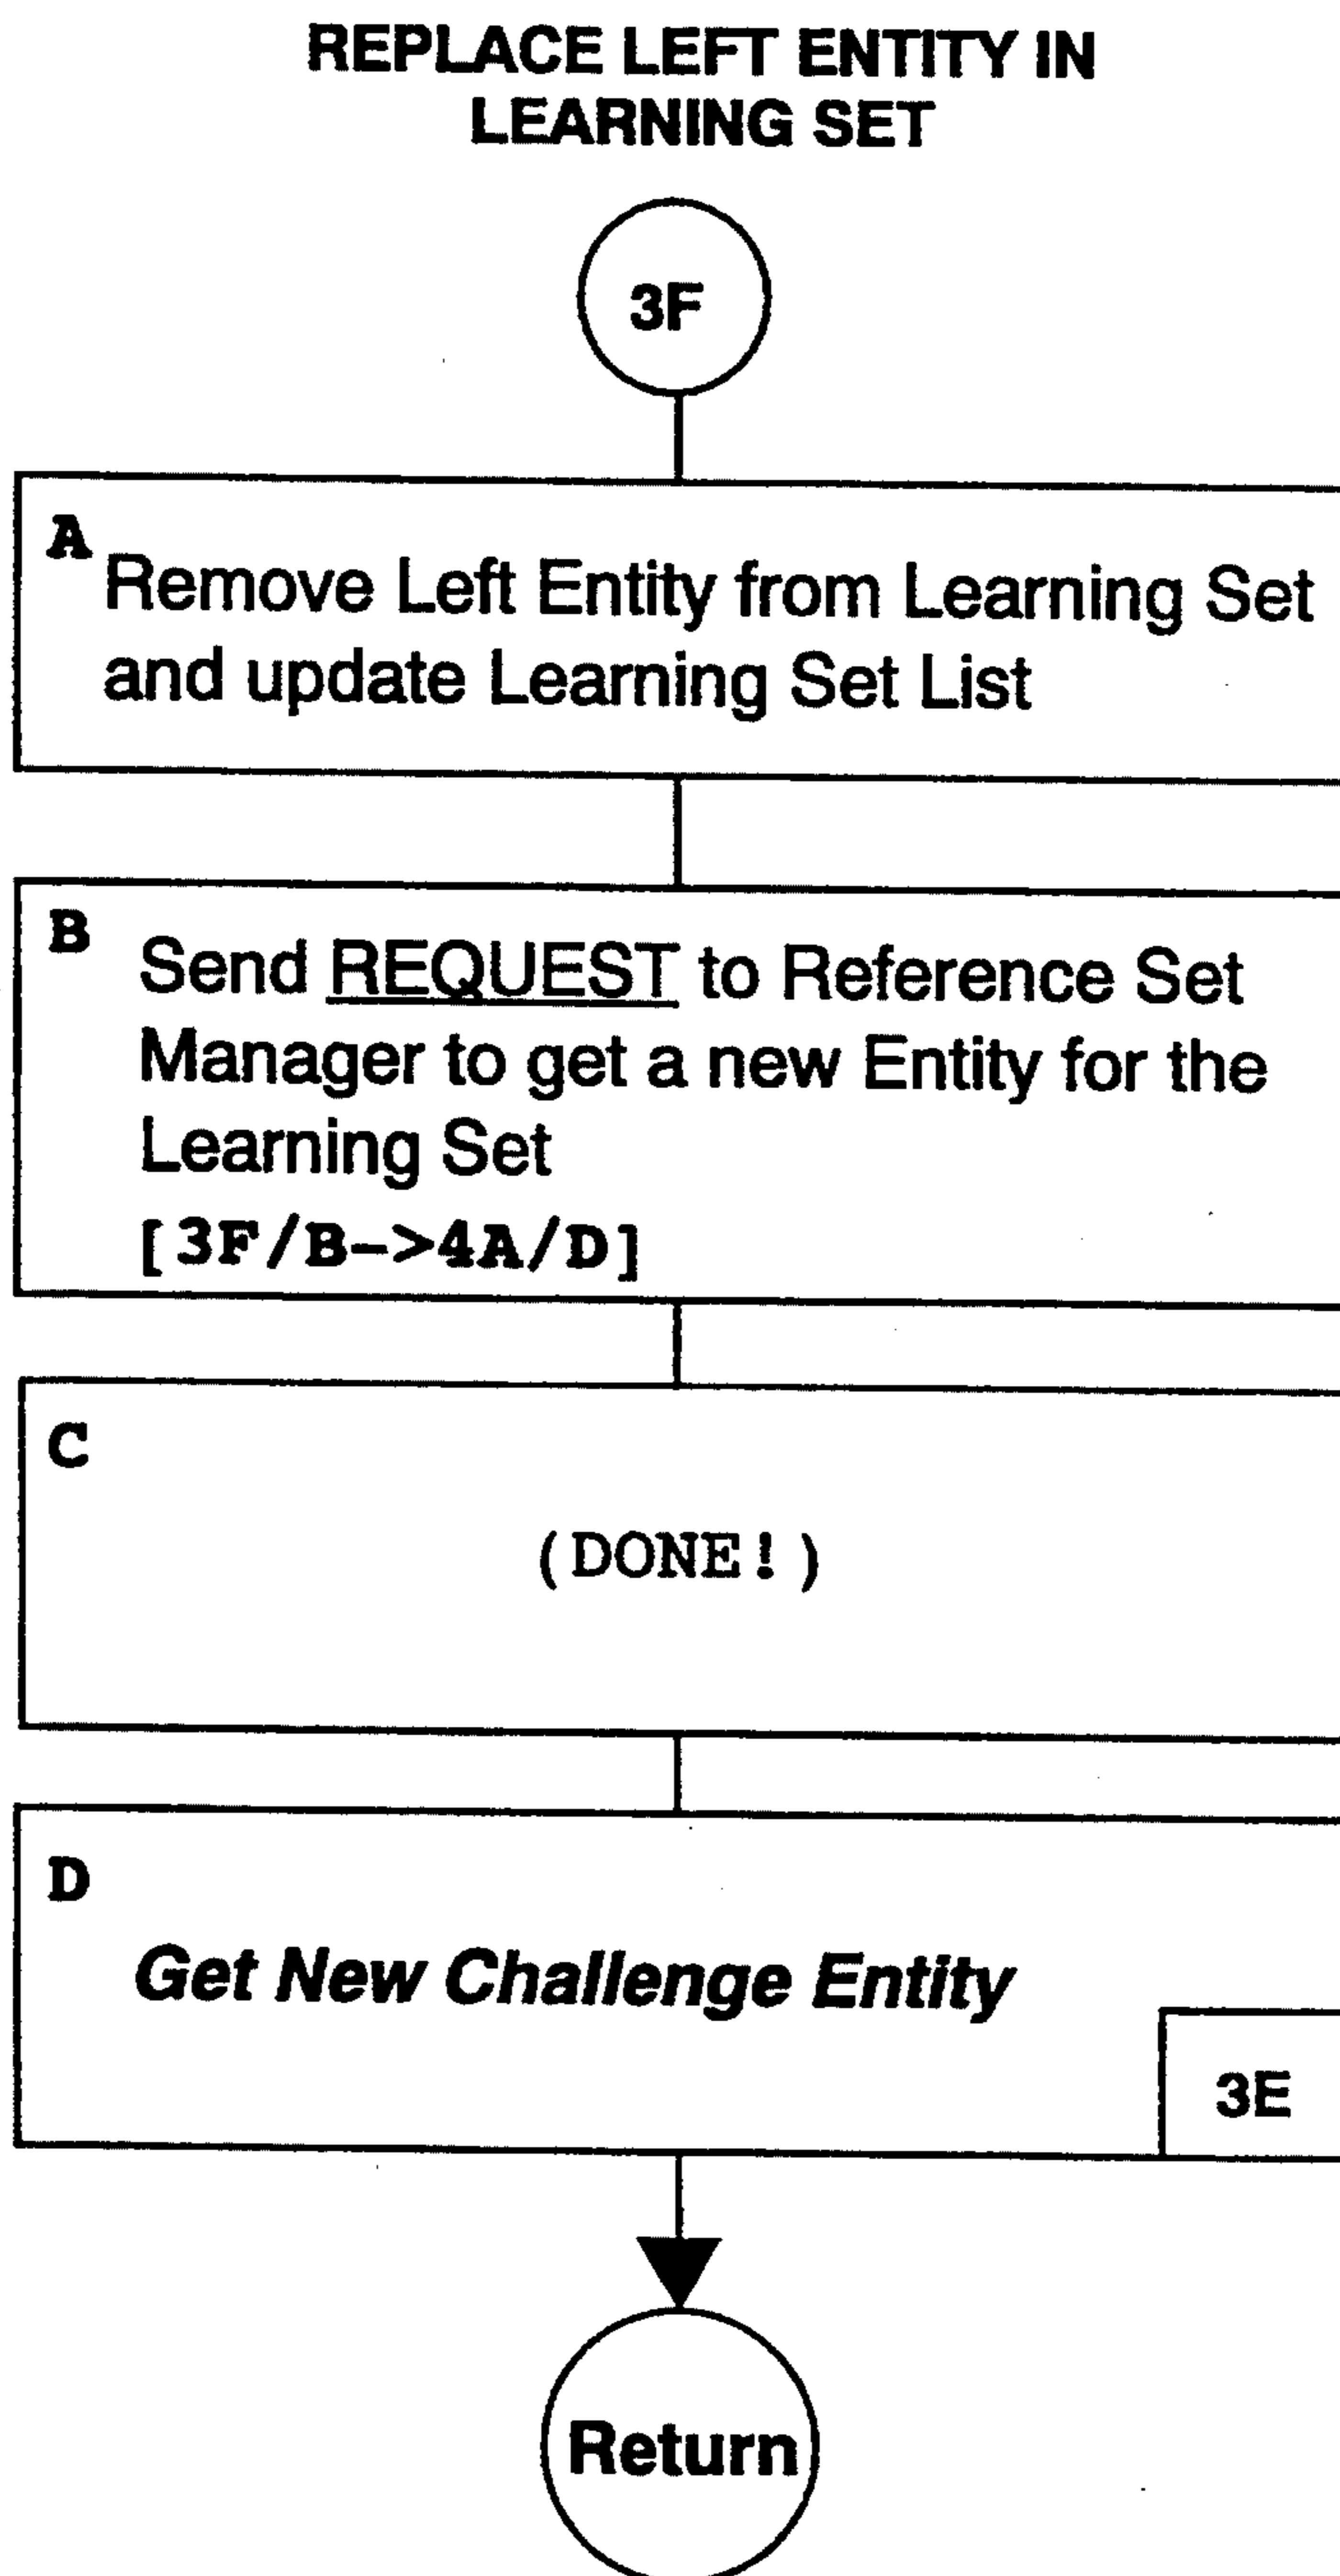 REPLACE LEFT ENTITY IN
LEARNING SET
3F
A
Remove Left Entity from Learning Set
and update Learning Set List
B
Send REQUEST to Reference Set
Manager to get a new Entity for the
Learning Set
[3F/B->4A/D]
C
(DONE!)
D
Get New Challenge Entity
3E
Return